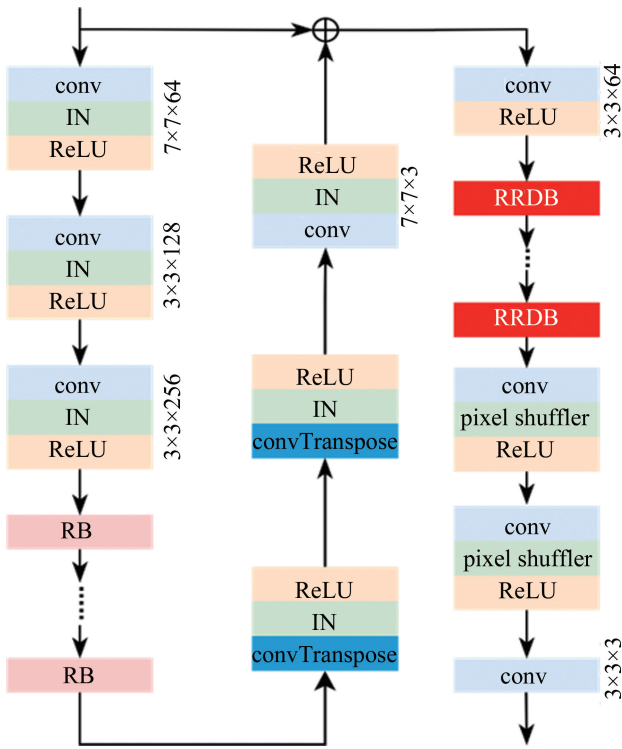 conv
IN
ReLU
7×7×64
conv
IN
ReLU
3×3×128
conv
IN
ReLU
3×3×256
RB
RB
ReLU
IN
conv
7×7×3
ReLU
IN
convTranspose
ReLU
IN
convTranspose
conv
ReLU
3×3×64
RRDB
RRDB
conv
pixel shuffler
ReLU
conv
pixel shuffler
ReLU
conv
3×3×3